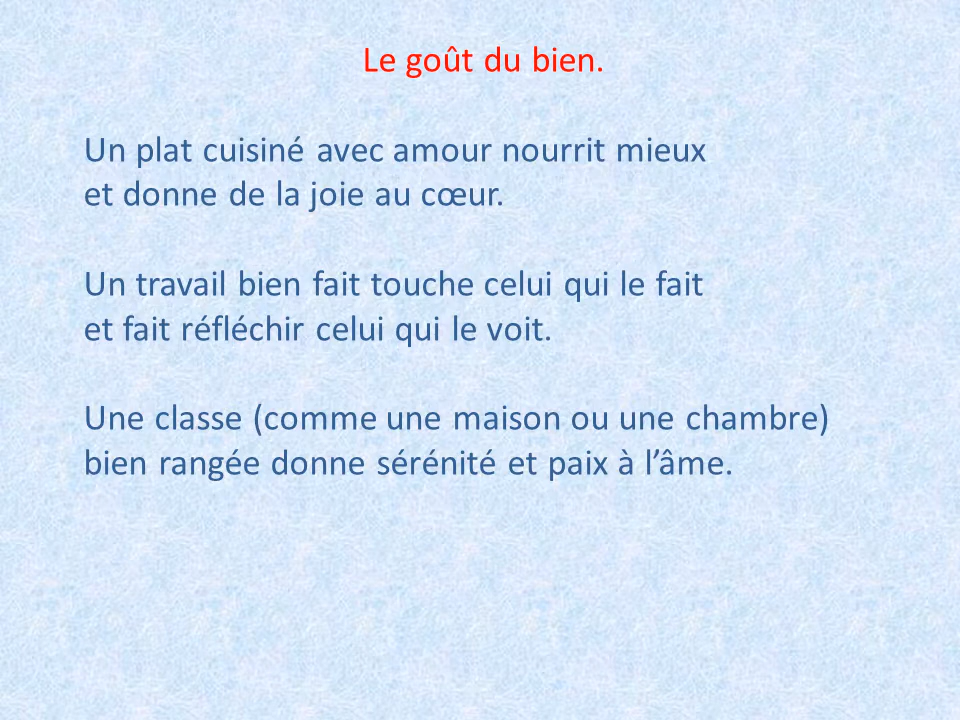 Le goût du bien.
Un plat cuisiné avec amour nourrit mieux
et donne de la joie au cœur.
Un travail bien fait touche celui qui le fait
et fait réfléchir celui qui le voit.
Une classe (comme une maison ou une chambre)
bien rangée donne sérénité et paix à l’âme.